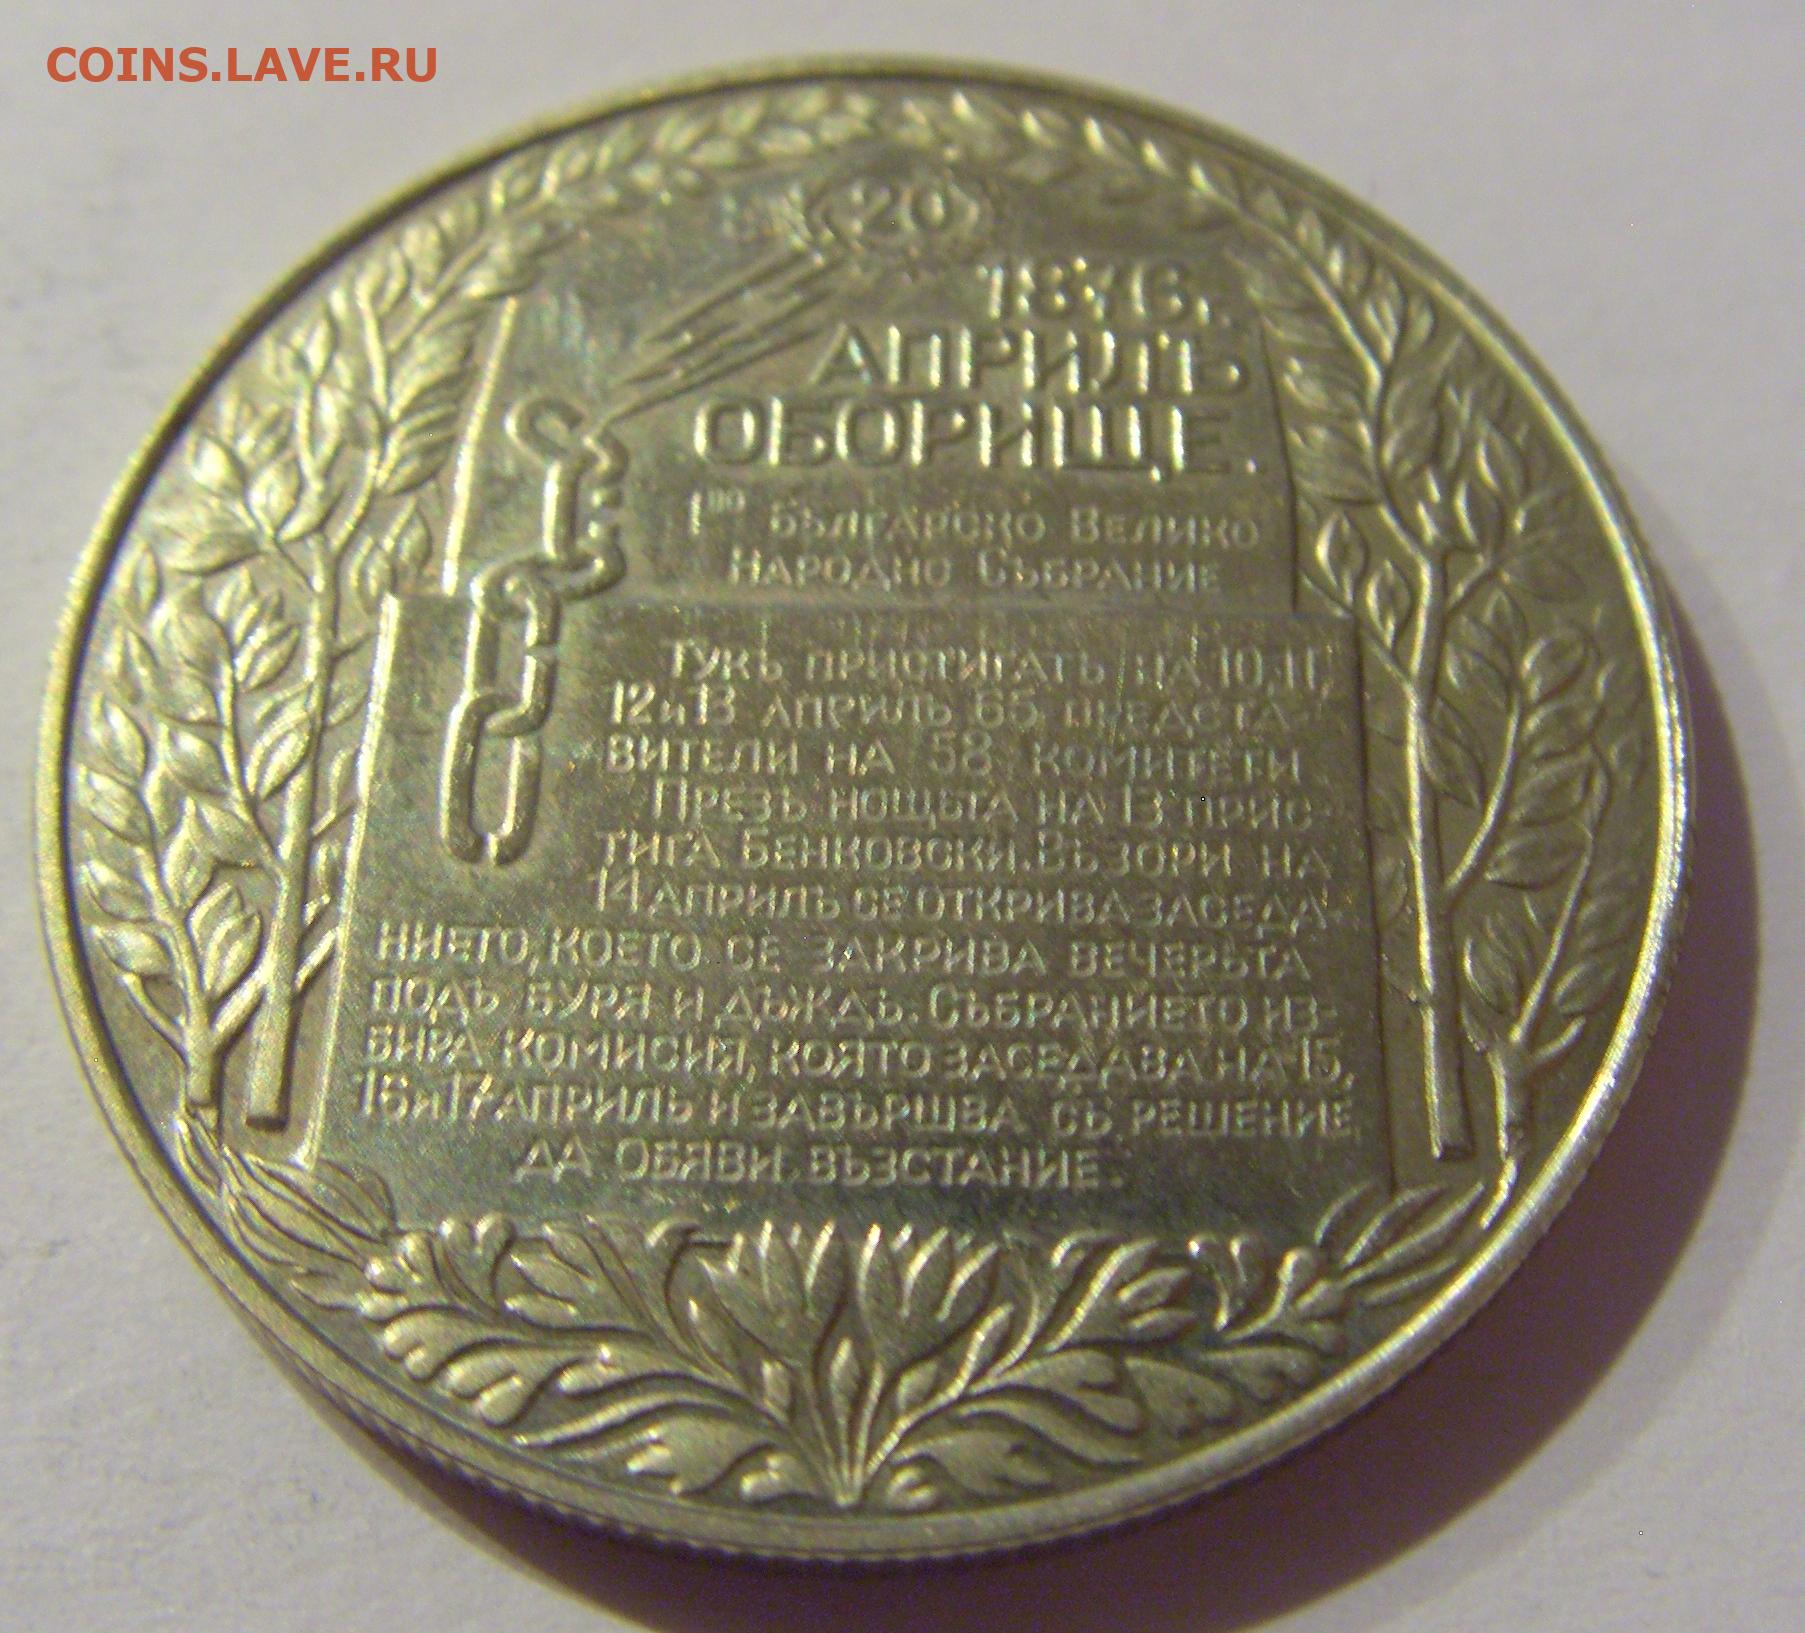 COINS.LAVE.RU
20
1876г.
АПРИЛЪ
ОБОРИЩЕ.
1во БЪЛГАРСКО ВЕЛИКО
НАРОДНО СЪБРАНИЕ
ТУКЪ ПРИСТИГАТЪ НА 10, 11,
12 и 13 АПРИЛЪ 65 ПРЕДСТА-
ВИТЕЛИ НА 58 КОМИТЕТИ
ПРЕЗЪ НОЩЬТА НА 13 ПРИС-
ТИГА БЕНКОВСКИ. В ЗОРИ НА
14 АПРИЛЪ СЕ ОТКРИВА ЗАСЕДА-
НИЕТО, КОЕТО СЕ ЗАКРИВА ВЕЧЕРЬТА
ПОДЪ БУРЯ И ДЪЖДЪ. СЪБРАНИЕТО ИЗ-
БИРА КОМИСИЯ, КОЯТО ЗАСЕДАВА НА 15,
16 И 17 АПРИЛЪ И ЗАВЪРШВА СЪ РЕШЕНИЕ
ДА ОБЯВИ ВЪЗСТАНИЕ.